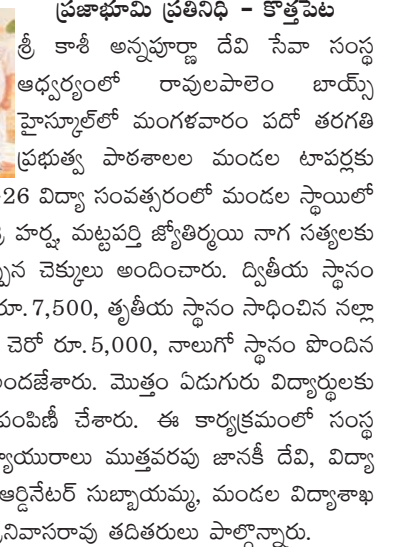 ప్రజాభూమి ప్రతినిధి - కొత్తపేట
శ్రీ కాశీ అన్నపూర్ణా దేవి సేవా సంస్థ
ఆధ్వర్యంలో రావులపాలెం బాయ్స్
హైస్కూల్‌లో మంగళవారం పదో తరగతి
ప్రభుత్వ పాఠశాలల మండల టాపర్లకు
26 విద్యా సంవత్సరంలో మండల స్థాయిలో
హర్ష, మట్టపర్తి జ్యోతిర్మయి నాగ సత్యలకు
చెక్కులు అందించారు. ద్వితీయ స్థానం
రూ.7,500, తృతీయ స్థానం సాధించిన నల్లా
చెరో రూ.5,000, నాలుగో స్థానం పొందిన
ందజేశారు. మొత్తం ఏడుగురు విద్యార్థులకు
పంపిణీ చేశారు. ఈ కార్యక్రమంలో సంస్థ
్యాయురాలు ముత్తవరపు జానకీ దేవి, విద్యా
ఆర్డినేటర్ సుబ్బాయమ్మ, మండల విద్యాశాఖ
నివాసరావు తదితరులు పాల్గొన్నారు.